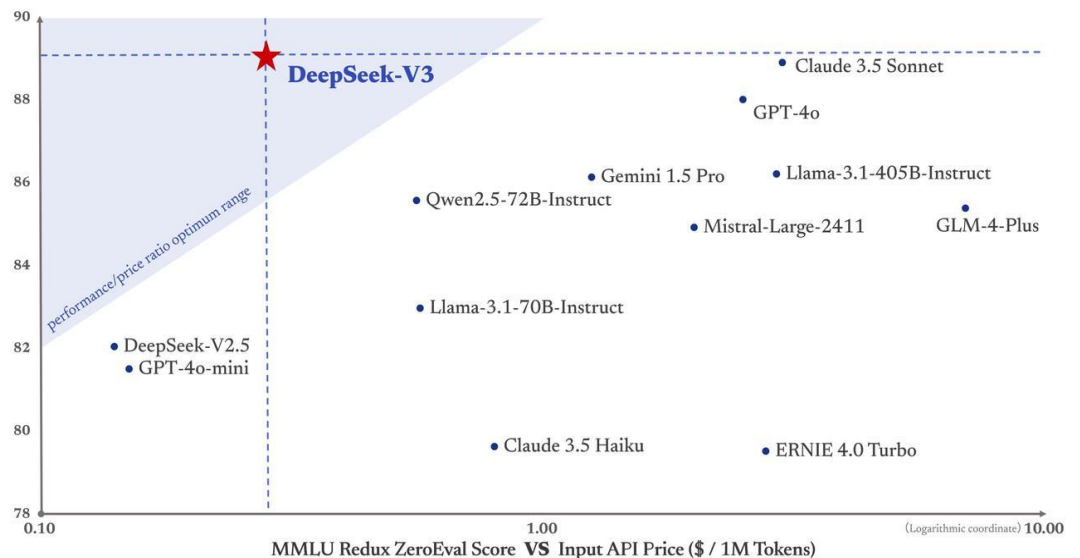 90
DeepSeek-V3
Claude 3.5 Sonnet
88
GPT-4o
86
Gemini 1.5 Pro
Llama-3.1-405B-Instruct
Qwen2.5-72B-Instruct
Mistral-Large-2411
GLM-4-Plus
performance/price ratio optimum range
84
Llama-3.1-70B-Instruct
82
DeepSeek-V2.5
GPT-4o-mini
80
Claude 3.5 Haiku
ERNIE 4.0 Turbo
78
0.10
1.00
(Logarithmic coordinate)
10.00
MMLU Redux ZeroEval Score VS Input API Price ($ / 1M Tokens)